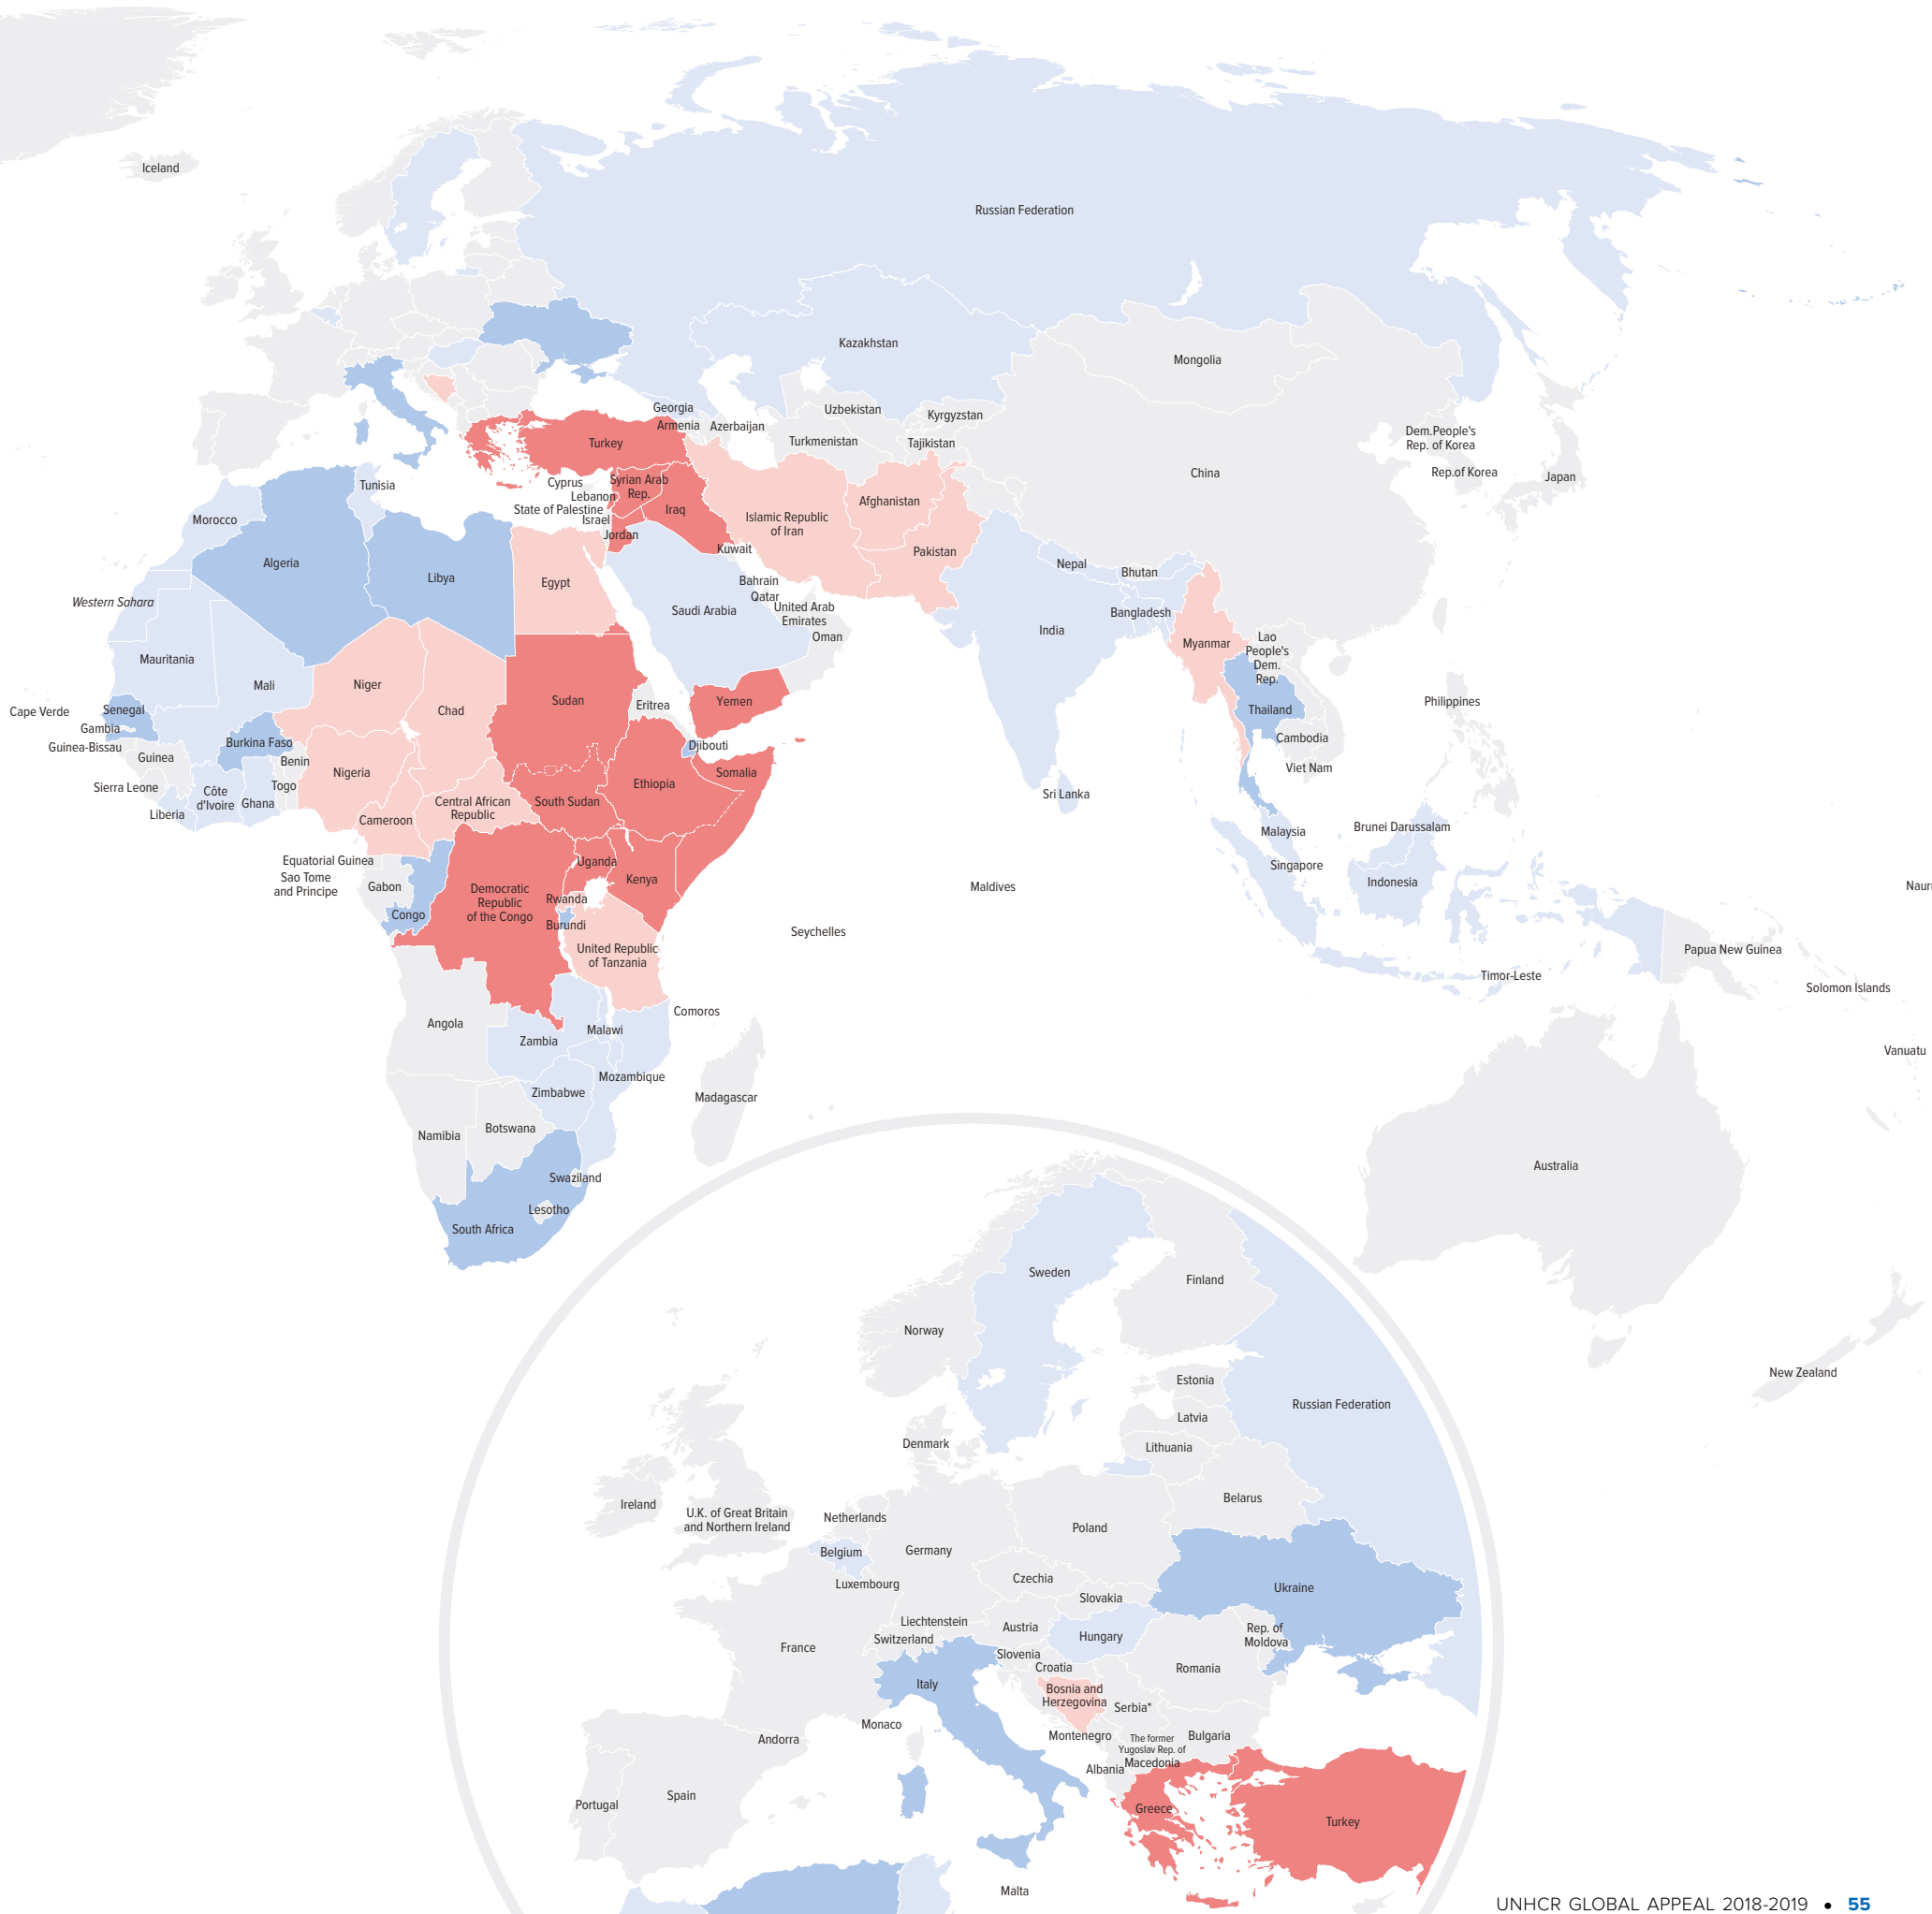 Iceland
Russian Federation
Kazakhstan
Mongolia
Georgia
Armenia
Azerbaijan
Uzbekistan
Kyrgyzstan
Turkmenistan
Tajikistan
Turkey
Dem.People's
Rep. of Korea
Rep.of Korea
Japan
China
Cyprus
Lebanon
State of Palestine
Israel
Syrian Arab
Rep.
Iraq
Jordan
Kuwait
Islamic Republic
of Iran
Afghanistan
Pakistan
Tunisia
Morocco
Algeria
Libya
Egypt
Western Sahara
Bahrain
Qatar
Saudi Arabia
United Arab
Emirates
Oman
Nepal
Bhutan
Bangladesh
India
Myanmar
Lao
People's
Dem.
Rep.
Thailand
Cambodia
Viet Nam
Philippines
Mauritania
Mali
Niger
Chad
Sudan
Eritrea
Yemen
Cape Verde
Senegal
Gambia
Guinea-Bissau
Guinea
Sierra Leone
Liberia
Burkina Faso
Benin
Togo
Côte
d'Ivoire
Ghana
Nigeria
Cameroon
Central African
Republic
South Sudan
Ethiopia
Djibouti
Somalia
Sri Lanka
Malaysia
Singapore
Brunei Darussalam
Indonesia
Maldives
Seychelles
Equatorial Guinea
Sao Tome
and Principe
Gabon
Congo
Democratic
Republic
of the Congo
Uganda
Kenya
Rwanda
Burundi
United Republic
of Tanzania
Naur
Papua New Guinea
Timor-Leste
Solomon Islands
Vanuatu
Angola
Zambia
Malawi
Comoros
Mozambique
Zimbabwe
Madagascar
Namibia
Botswana
Swaziland
Lesotho
South Africa
Australia
New Zealand
Sweden
Finland
Norway
Estonia
Russian Federation
Latvia
Lithuania
Denmark
Belarus
Ireland
U.K. of Great Britain
and Northern Ireland
Netherlands
Poland
Belgium
Germany
Luxembourg
Czechia
Slovakia
Ukraine
Liechtenstein
Switzerland
Austria
Hungary
Rep. of
Moldova
France
Slovenia
Croatia
Romania
Italy
Bosnia and
Herzegovina
Serbia*
Monaco
Andorra
Montenegro
The former
Yugoslav Rep. of
Macedonia
Bulgaria
Albania
Portugal
Spain
Greece
Turkey
Malta
UNHCR GLOBAL APPEAL 2018-2019 • 55